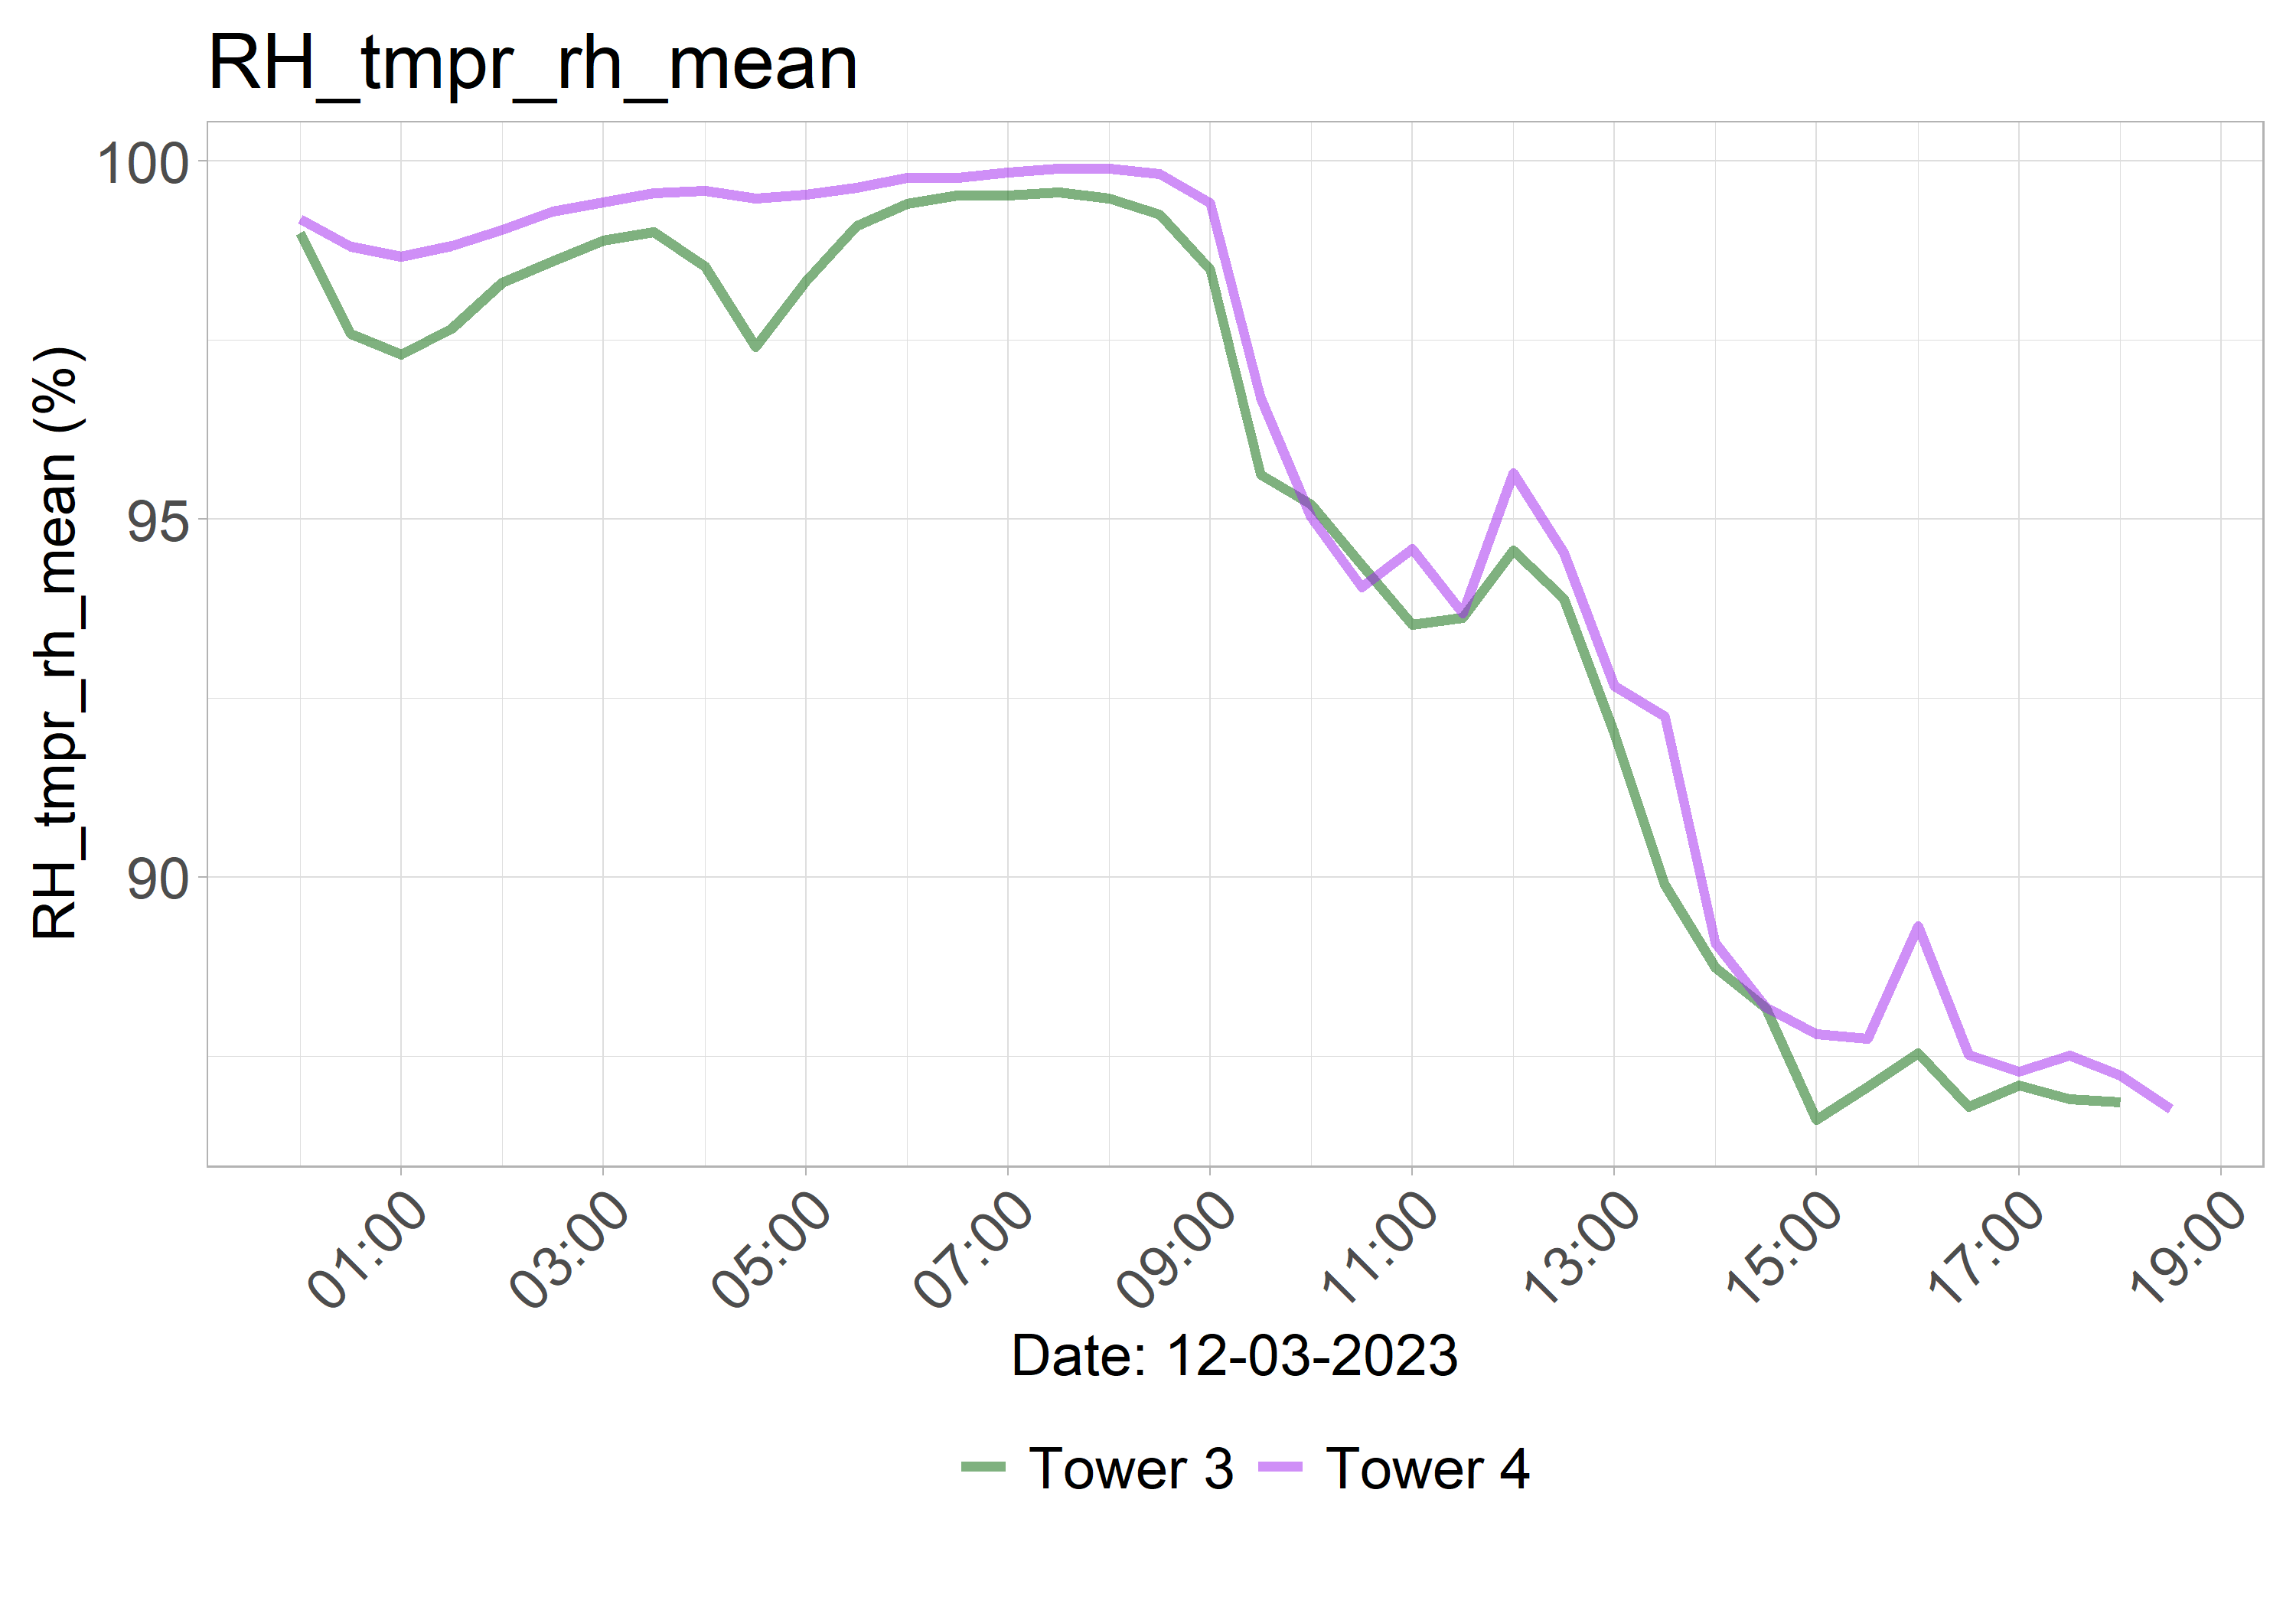 RH_tmpr_rh_mean
RH_tmpr_rh_mean (%)
100
95
90
01:00
03:00
05:00
07:00
09:00
11:00
13:00
15:00
17:00
19:00
Date: 12-03-2023
Tower 3
Tower 4